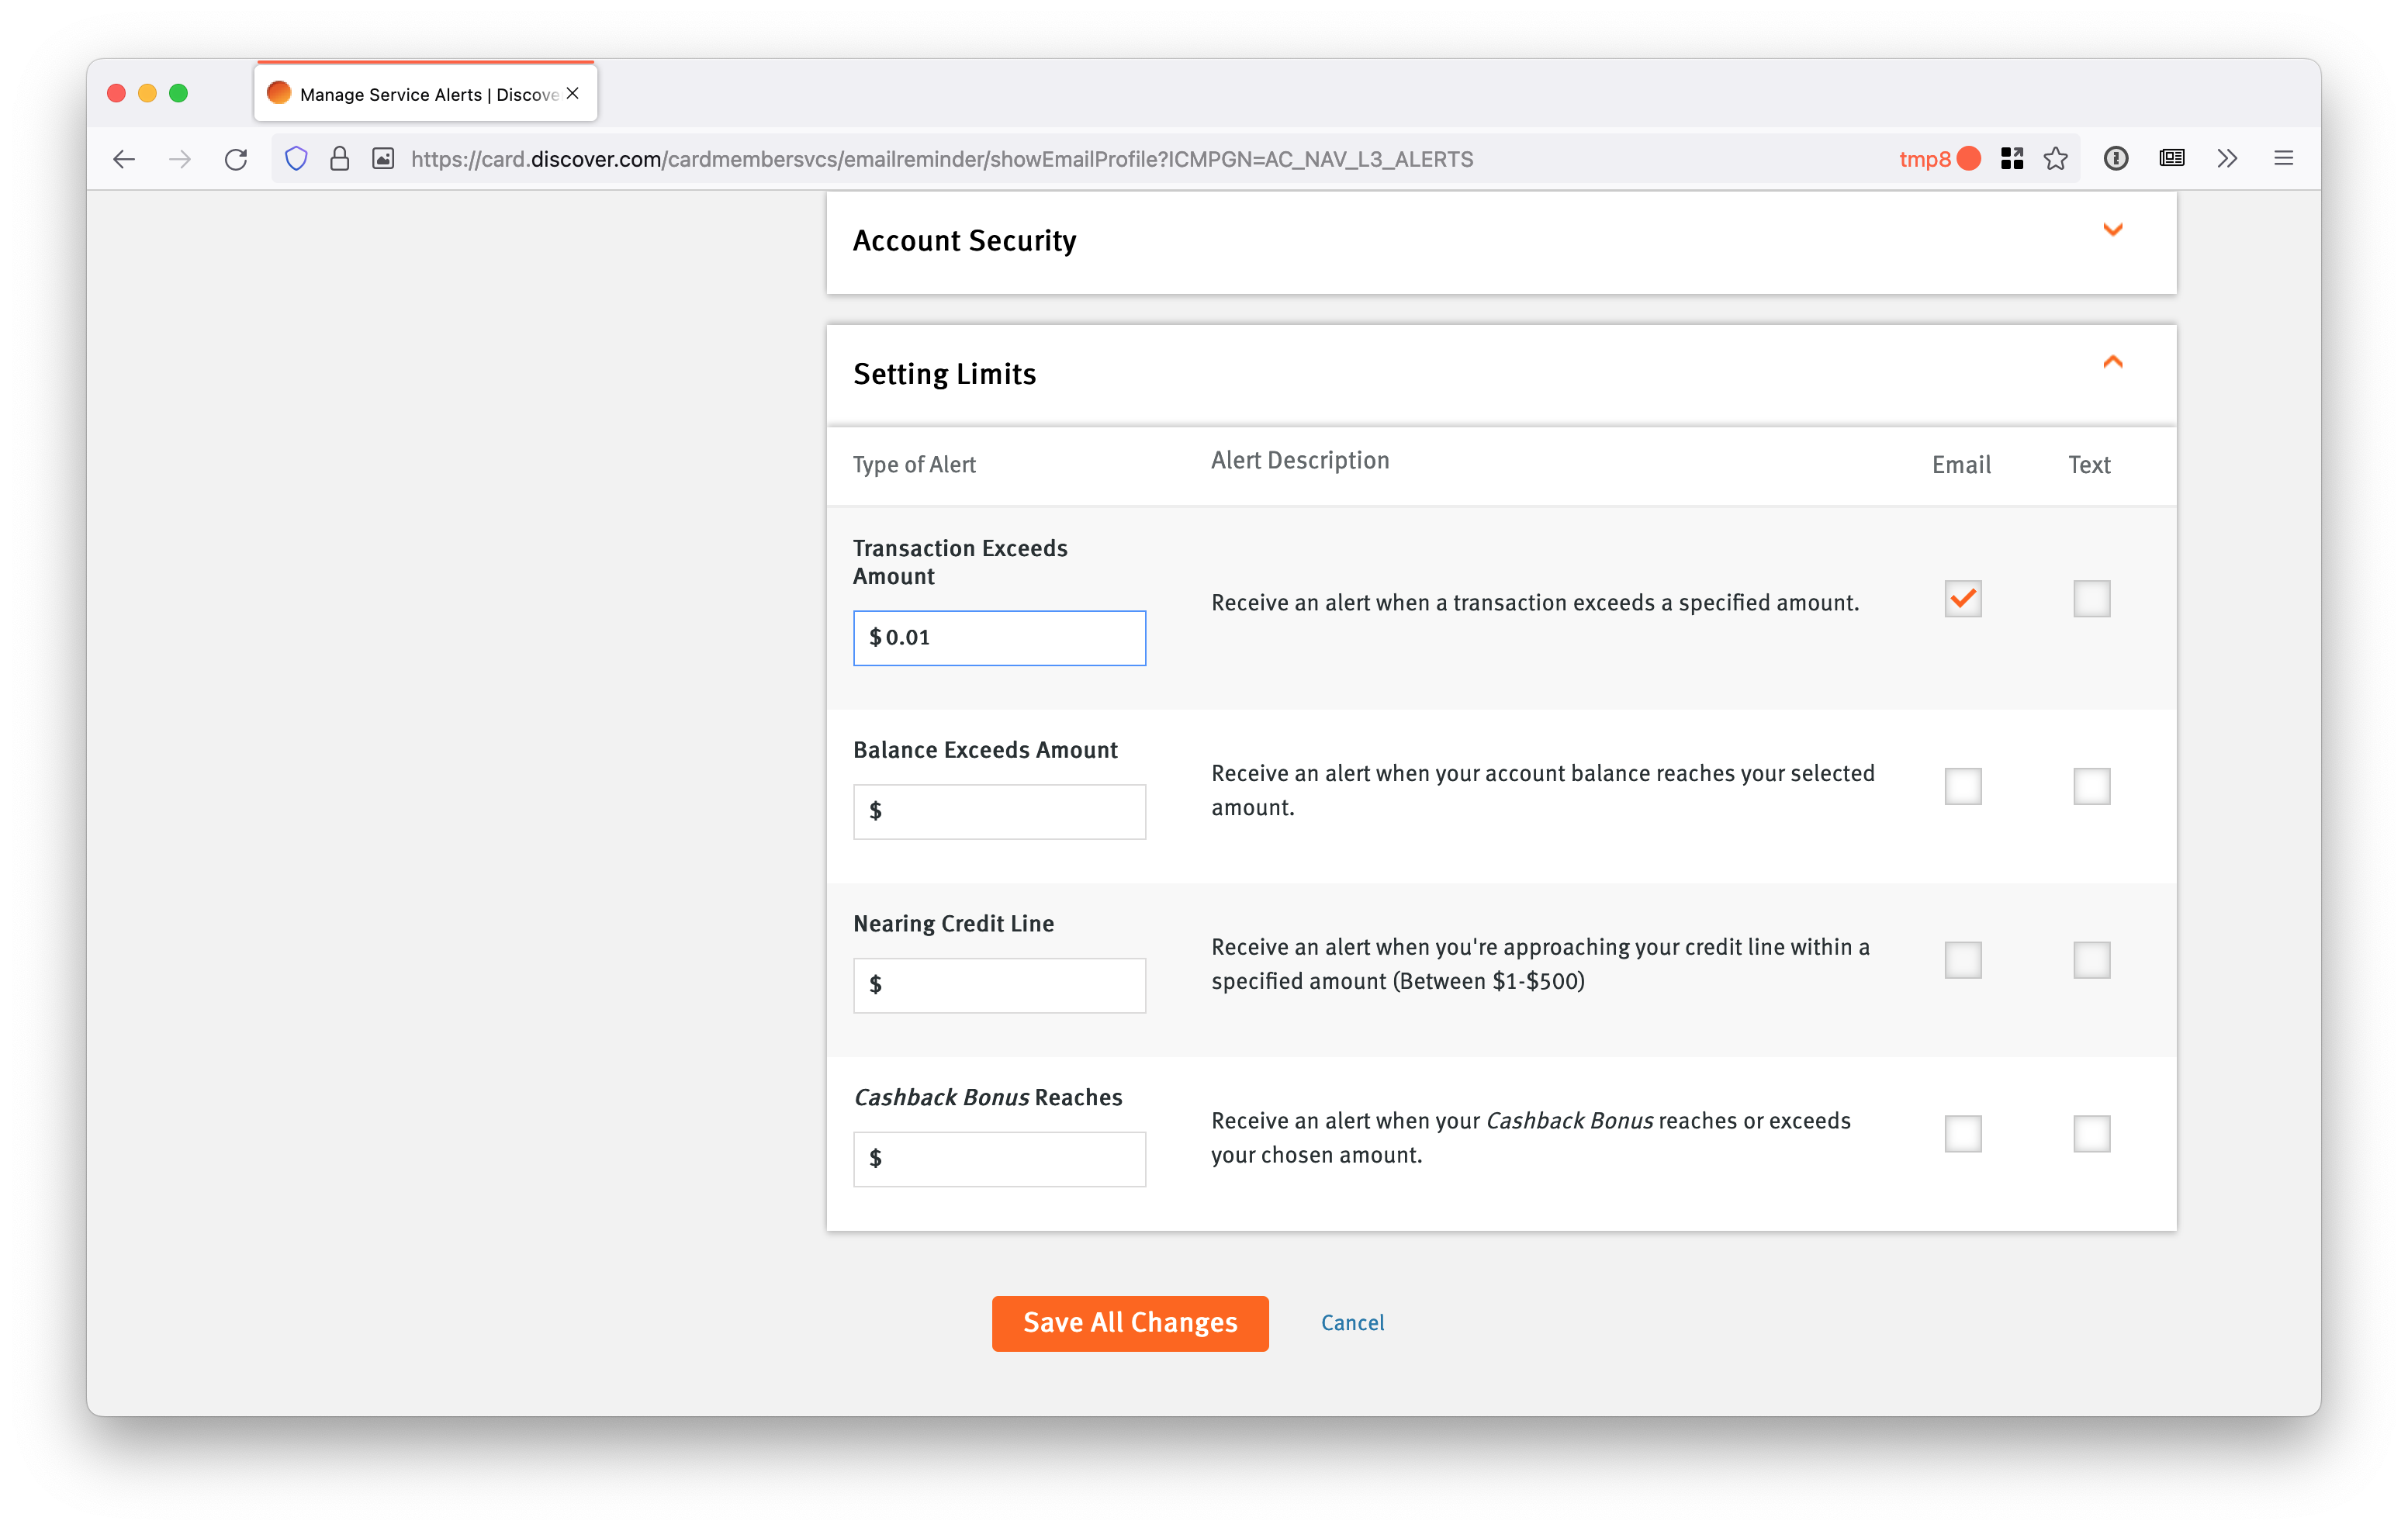 Manage Service Alerts | Discove
https://card.discover.com/cardmembersvcs/emailreminder/showEmailProfile?ICMPGN=AC_NAV_L3_ALERTS
tmp8
Account Security
Setting Limits
Type of Alert
Alert Description
Email
Text
Transaction Exceeds
Amount
$0.01
Receive an alert when a transaction exceeds a specified amount.
Balance Exceeds Amount
$
Receive an alert when your account balance reaches your selected
amount.
Nearing Credit Line
$
Receive an alert when you're approaching your credit line within a
specified amount (Between $1-$500)
Cashback Bonus Reaches
$
Receive an alert when your Cashback Bonus reaches or exceeds
your chosen amount.
Save All Changes
Cancel